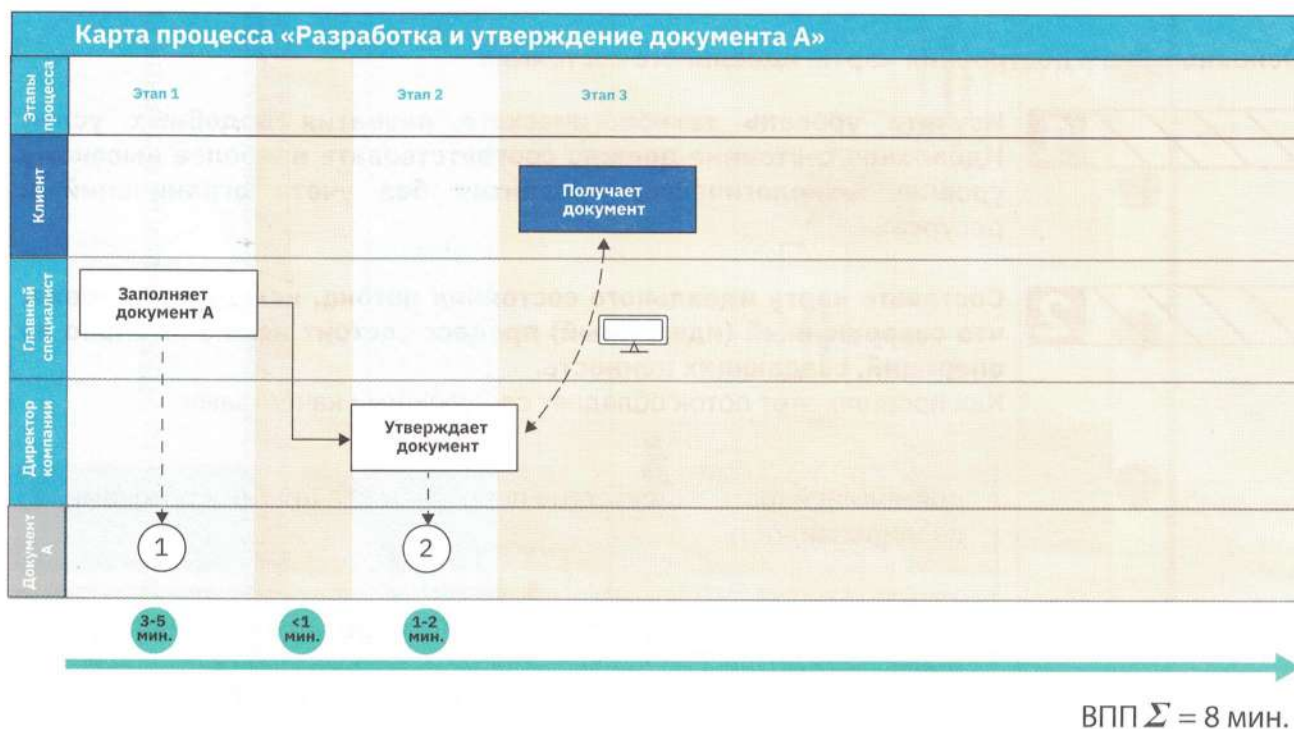 Карта процесса «Разработка и утверждение документа А»
Этапы
процесса
Этап 1
Этап 2
Этап 3
Клиент
Получает
документ
Главный
специалист
Заполняет
документ А
Директор
компании
Утверждает
документ
Документ
А
1
2
3-5
мин.
<1
мин.
1-2
мин.
ВПП Σ = 8 мин.